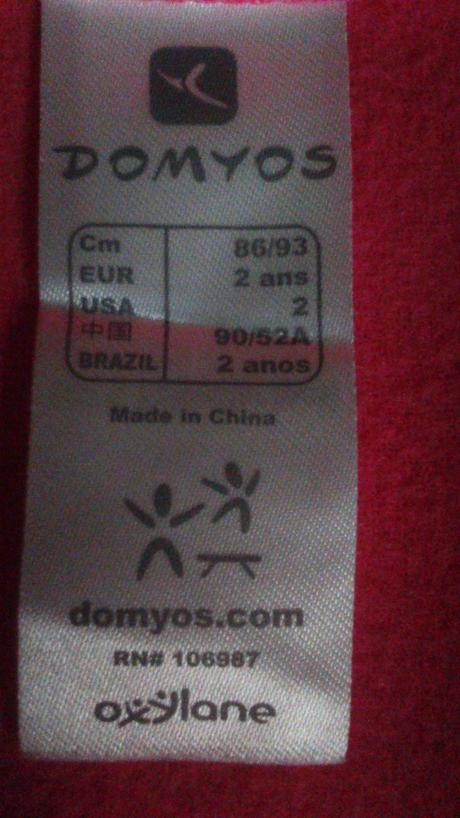 DOMYOS
Cm 86/93
EUR 2 ans
USA 2
中国 90/52A
BRAZIL 2 anos
Made in China
domyos.com
RN# 106987
oxylane